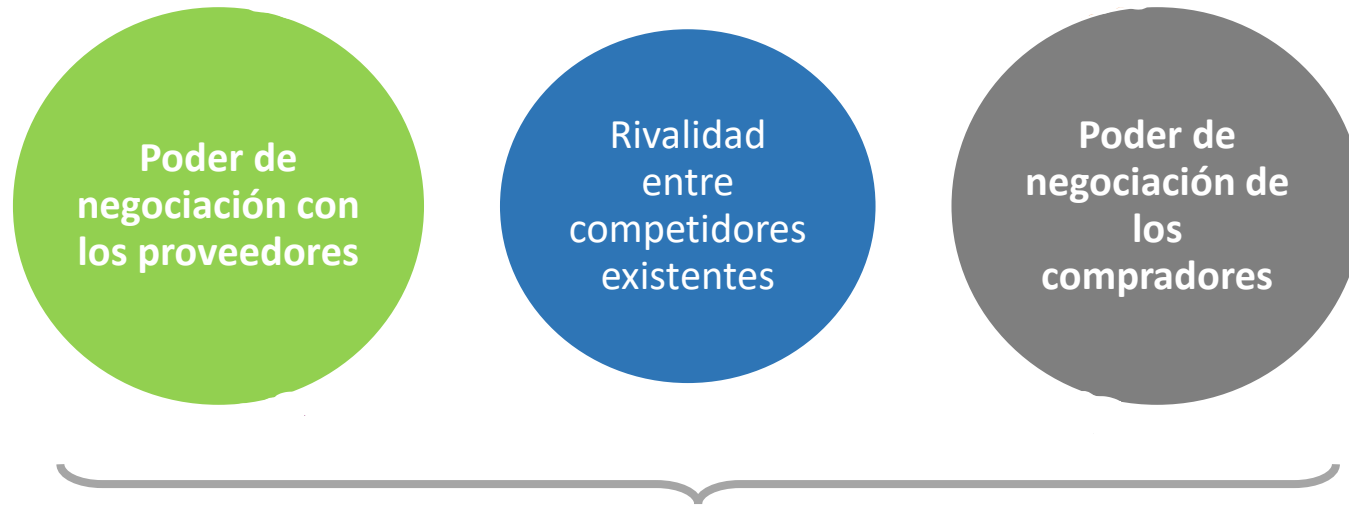 Poder de
negociación con
los proveedores
Rivalidad
entre
competidores
existentes
Poder de
negociación de
los
compradores